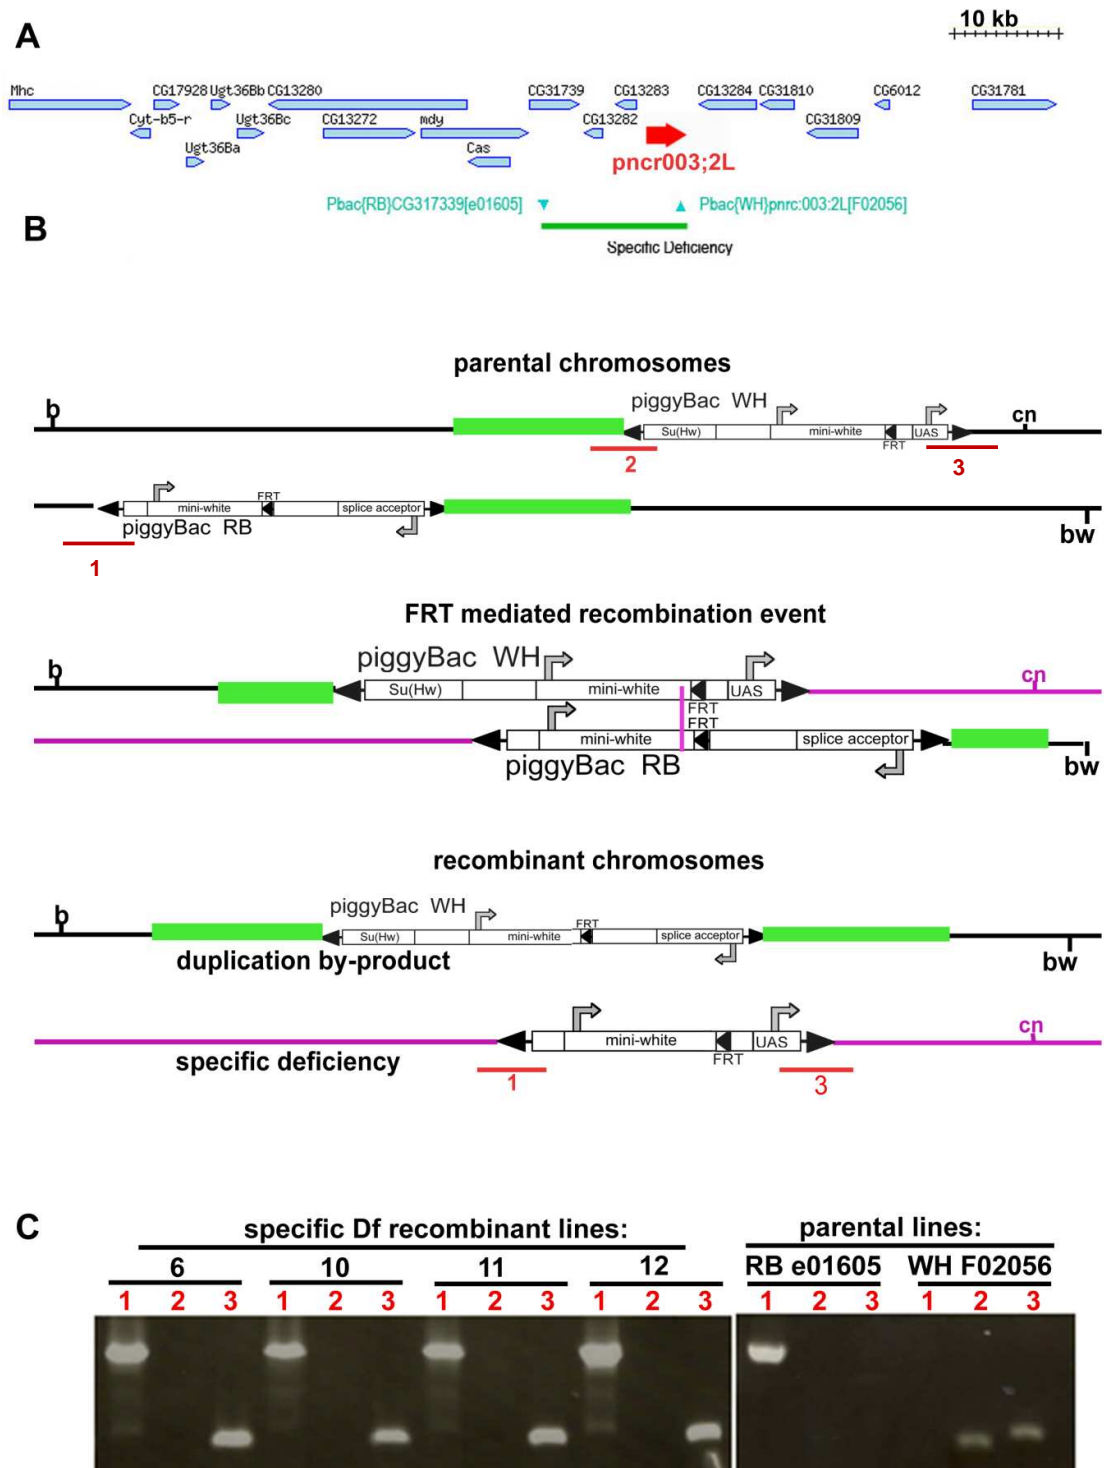 A
10 kb
Mhc CG17928 Ugt36Bb CG13280 CG31739 CG13283 CG13284 CG31810 CG6012 CG31781
Cyt-b5-r Ugt36Bc CG13272 mdy CG13282 CG31809
Ugt36Ba Cas pncr003;2L
Pbac{RB}CG317339[e01605] Pbac{WH}pnrc:003:2L[F02056]
B
Specific Deficiency
parental chromosomes
b piggyBac WH cn
Su(Hw) mini-white FRT UAS
2 3
FRT
mini-white splice acceptor
piggyBac RB bw
1
FRT mediated recombination event
b piggyBac WH cn
Su(Hw) mini-white UAS
FRT
FRT
mini-white splice acceptor
piggyBac RB bw
recombinant chromosomes
b piggyBac WH FRT
Su(Hw) mini-white splice acceptor
duplication by-product bw
cn
mini-white UAS
specific deficiency FRT
1 3
C
specific Df recombinant lines: parental lines:
6 10 11 12 RB e01605 WH F02056
1 2 3 1 2 3 1 2 3 1 2 3 1 2 3 1 2 3